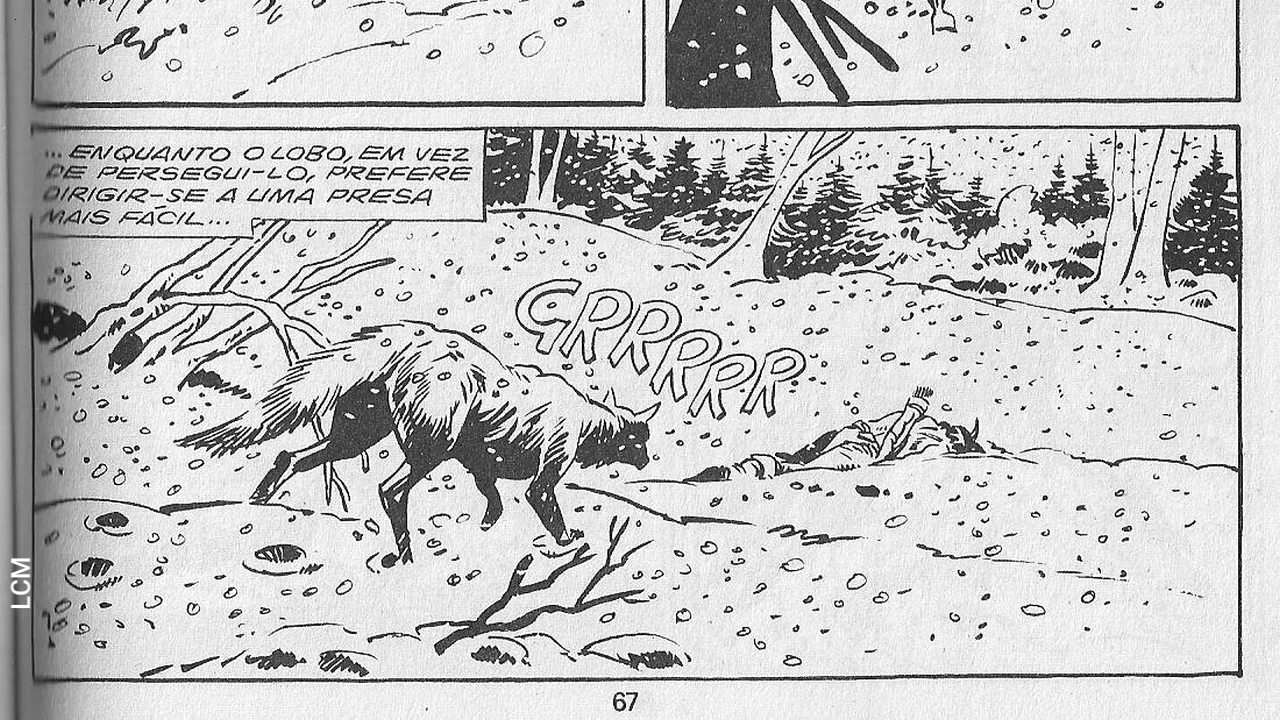 ... ENQUANTO O LOBO, EM VEZ
DE PERSEGUI-LO, PREFERE
DIRIGIR-SE A UMA PRESA
MAIS FÁCIL...
GRRRRR
LCM
67